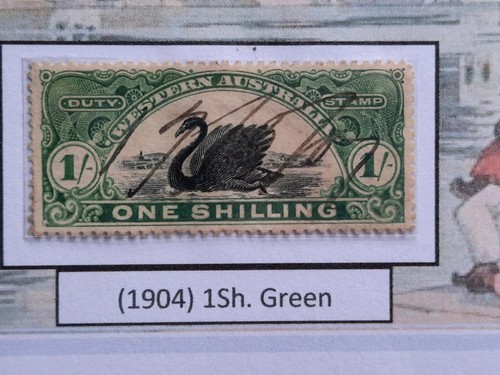 WESTERN AUSTRALIA
DUTY STAMP
1/- 1/-
ONE SHILLING
(1904) 1Sh. Green